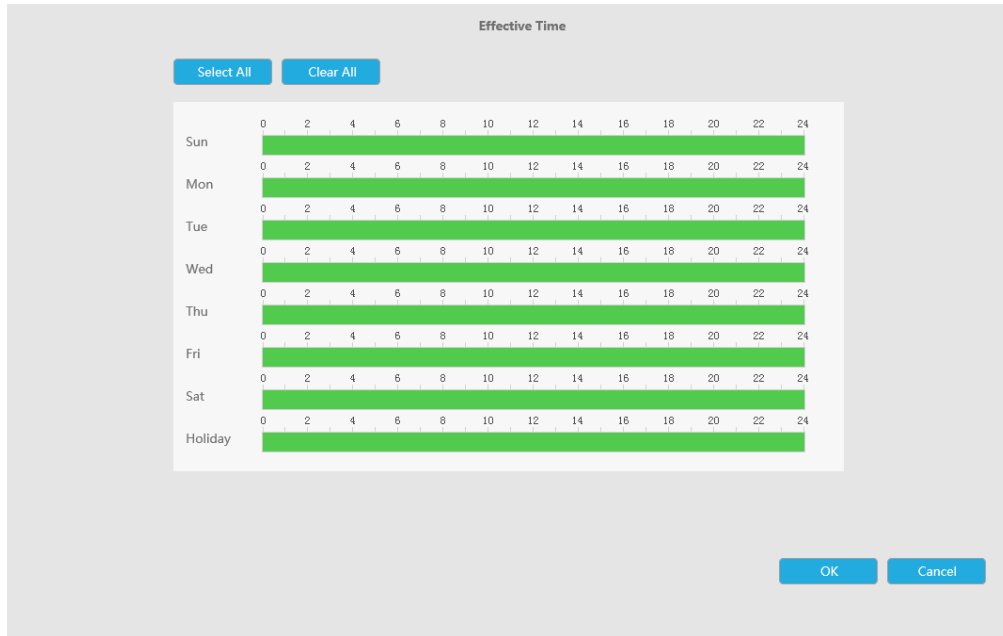 Effective Time
Select All Clear All
0 2 4 6 8 10 12 14 16 18 20 22 24
Sun
0 2 4 6 8 10 12 14 16 18 20 22 24
Mon
0 2 4 6 8 10 12 14 16 18 20 22 24
Tue
0 2 4 6 8 10 12 14 16 18 20 22 24
Wed
0 2 4 6 8 10 12 14 16 18 20 22 24
Thu
0 2 4 6 8 10 12 14 16 18 20 22 24
Fri
0 2 4 6 8 10 12 14 16 18 20 22 24
Sat
0 2 4 6 8 10 12 14 16 18 20 22 24
Holiday
OK Cancel